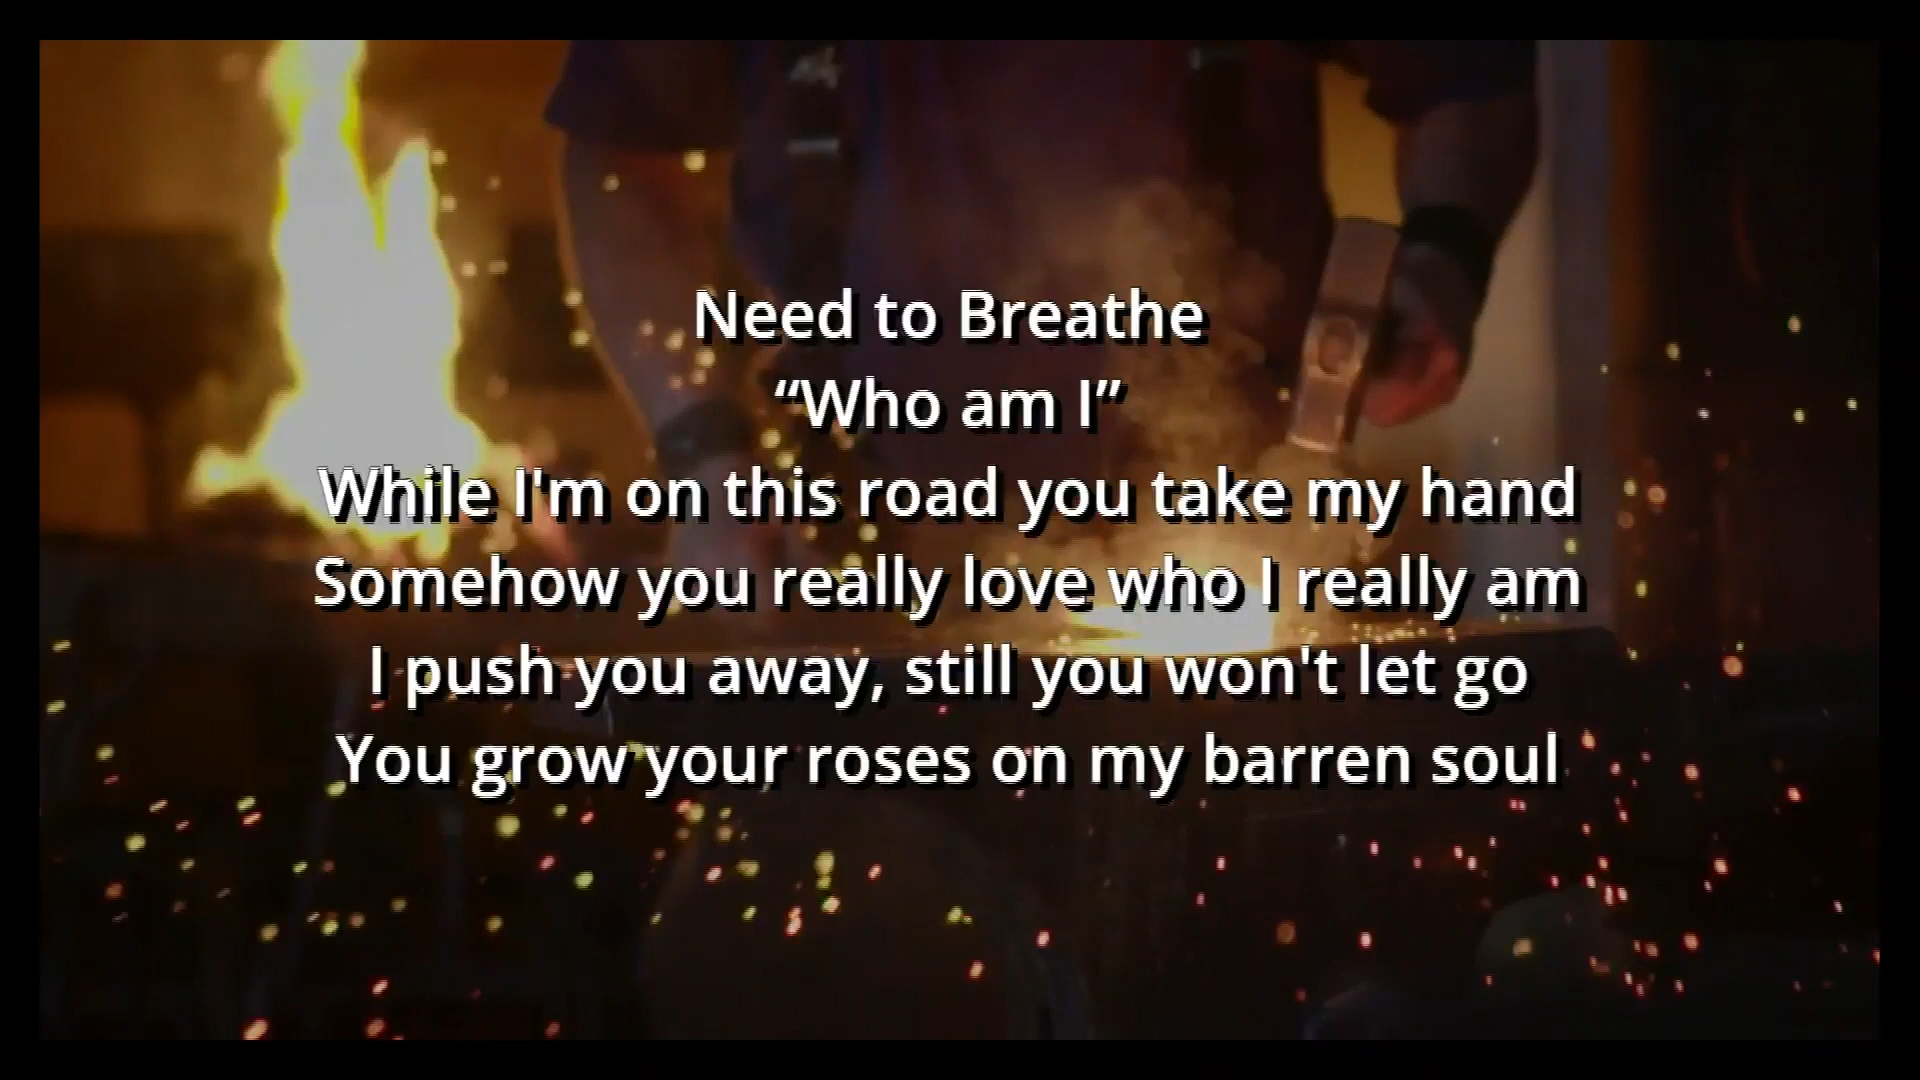 Need to Breathe
“Who am I”
While I'm on this road you take my hand
Somehow you really love who I really am
I push you away, still you won't let go
You grow your roses on my barren soul